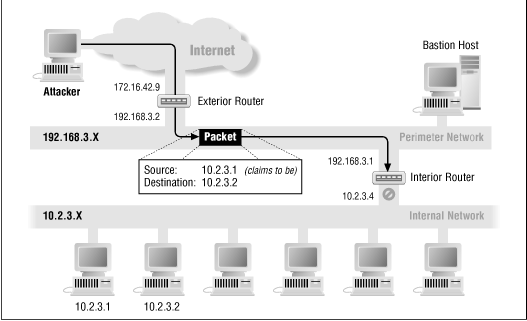 Internet
Bastion Host
Attacker
172.16.42.9
Exterior Router
192.168.3.2
192.168.3.X
Packet
Perimeter Network
Source: 10.2.3.1 (claims to be)
Destination: 10.2.3.2
192.168.3.1
Interior Router
10.2.3.4
10.2.3.X
Internal Network
10.2.3.1
10.2.3.2